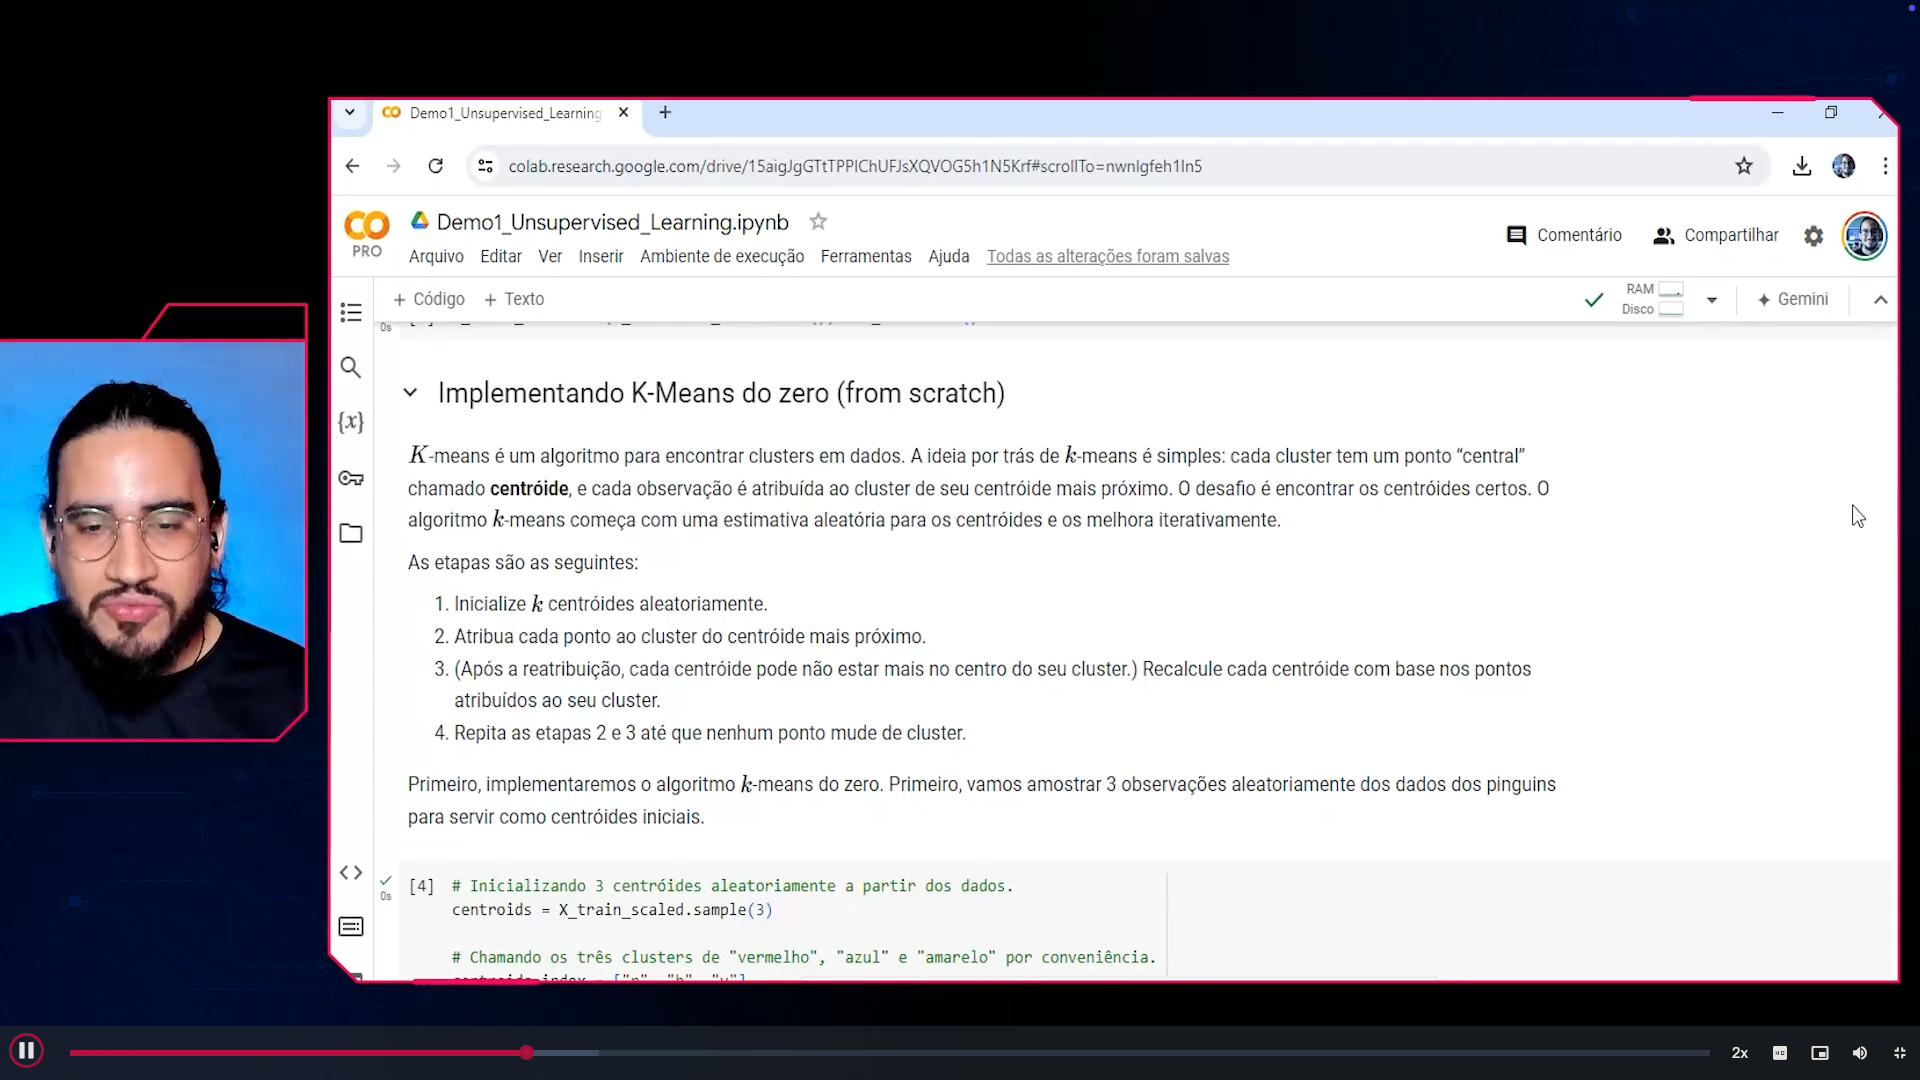 Demo1_Unsupervised_Learning
colab.research.google.com/drive/15aigJgGTtTPPIChUFJsXQVOG5h1N5Krf#scrollTo=nwnIgfeh1In5
CO
PRO
Demo1_Unsupervised_Learning.ipynb
Comentário
Compartilhar
Arquivo Editar Ver Inserir Ambiente de execução Ferramentas Ajuda Todas as alterações foram salvas
+ Código + Texto
RAM
Disco
Gemini
0s
Implementando K-Means do zero (from scratch)
{x}
K-means é um algoritmo para encontrar clusters em dados. A ideia por trás de k-means é simples: cada cluster tem um ponto “central”
chamado centróide, e cada observação é atribuída ao cluster de seu centróide mais próximo. O desafio é encontrar os centróides certos. O
algoritmo k-means começa com uma estimativa aleatória para os centróides e os melhora iterativamente.
As etapas são as seguintes:
1. Inicialize k centróides aleatoriamente.
2. Atribua cada ponto ao cluster do centróide mais próximo.
3. (Após a reatribuição, cada centróide pode não estar mais no centro do seu cluster.) Recalcule cada centróide com base nos pontos
atribuídos ao seu cluster.
4. Repita as etapas 2 e 3 até que nenhum ponto mude de cluster.
Primeiro, implementaremos o algoritmo k-means do zero. Primeiro, vamos amostrar 3 observações aleatoriamente dos dados dos pinguins
para servir como centróides iniciais.
0s
[4] # Inicializando 3 centróides aleatoriamente a partir dos dados.
centroids = X_train_scaled.sample(3)
# Chamando os três clusters de "vermelho", "azul" e "amarelo" por conveniência.
2x